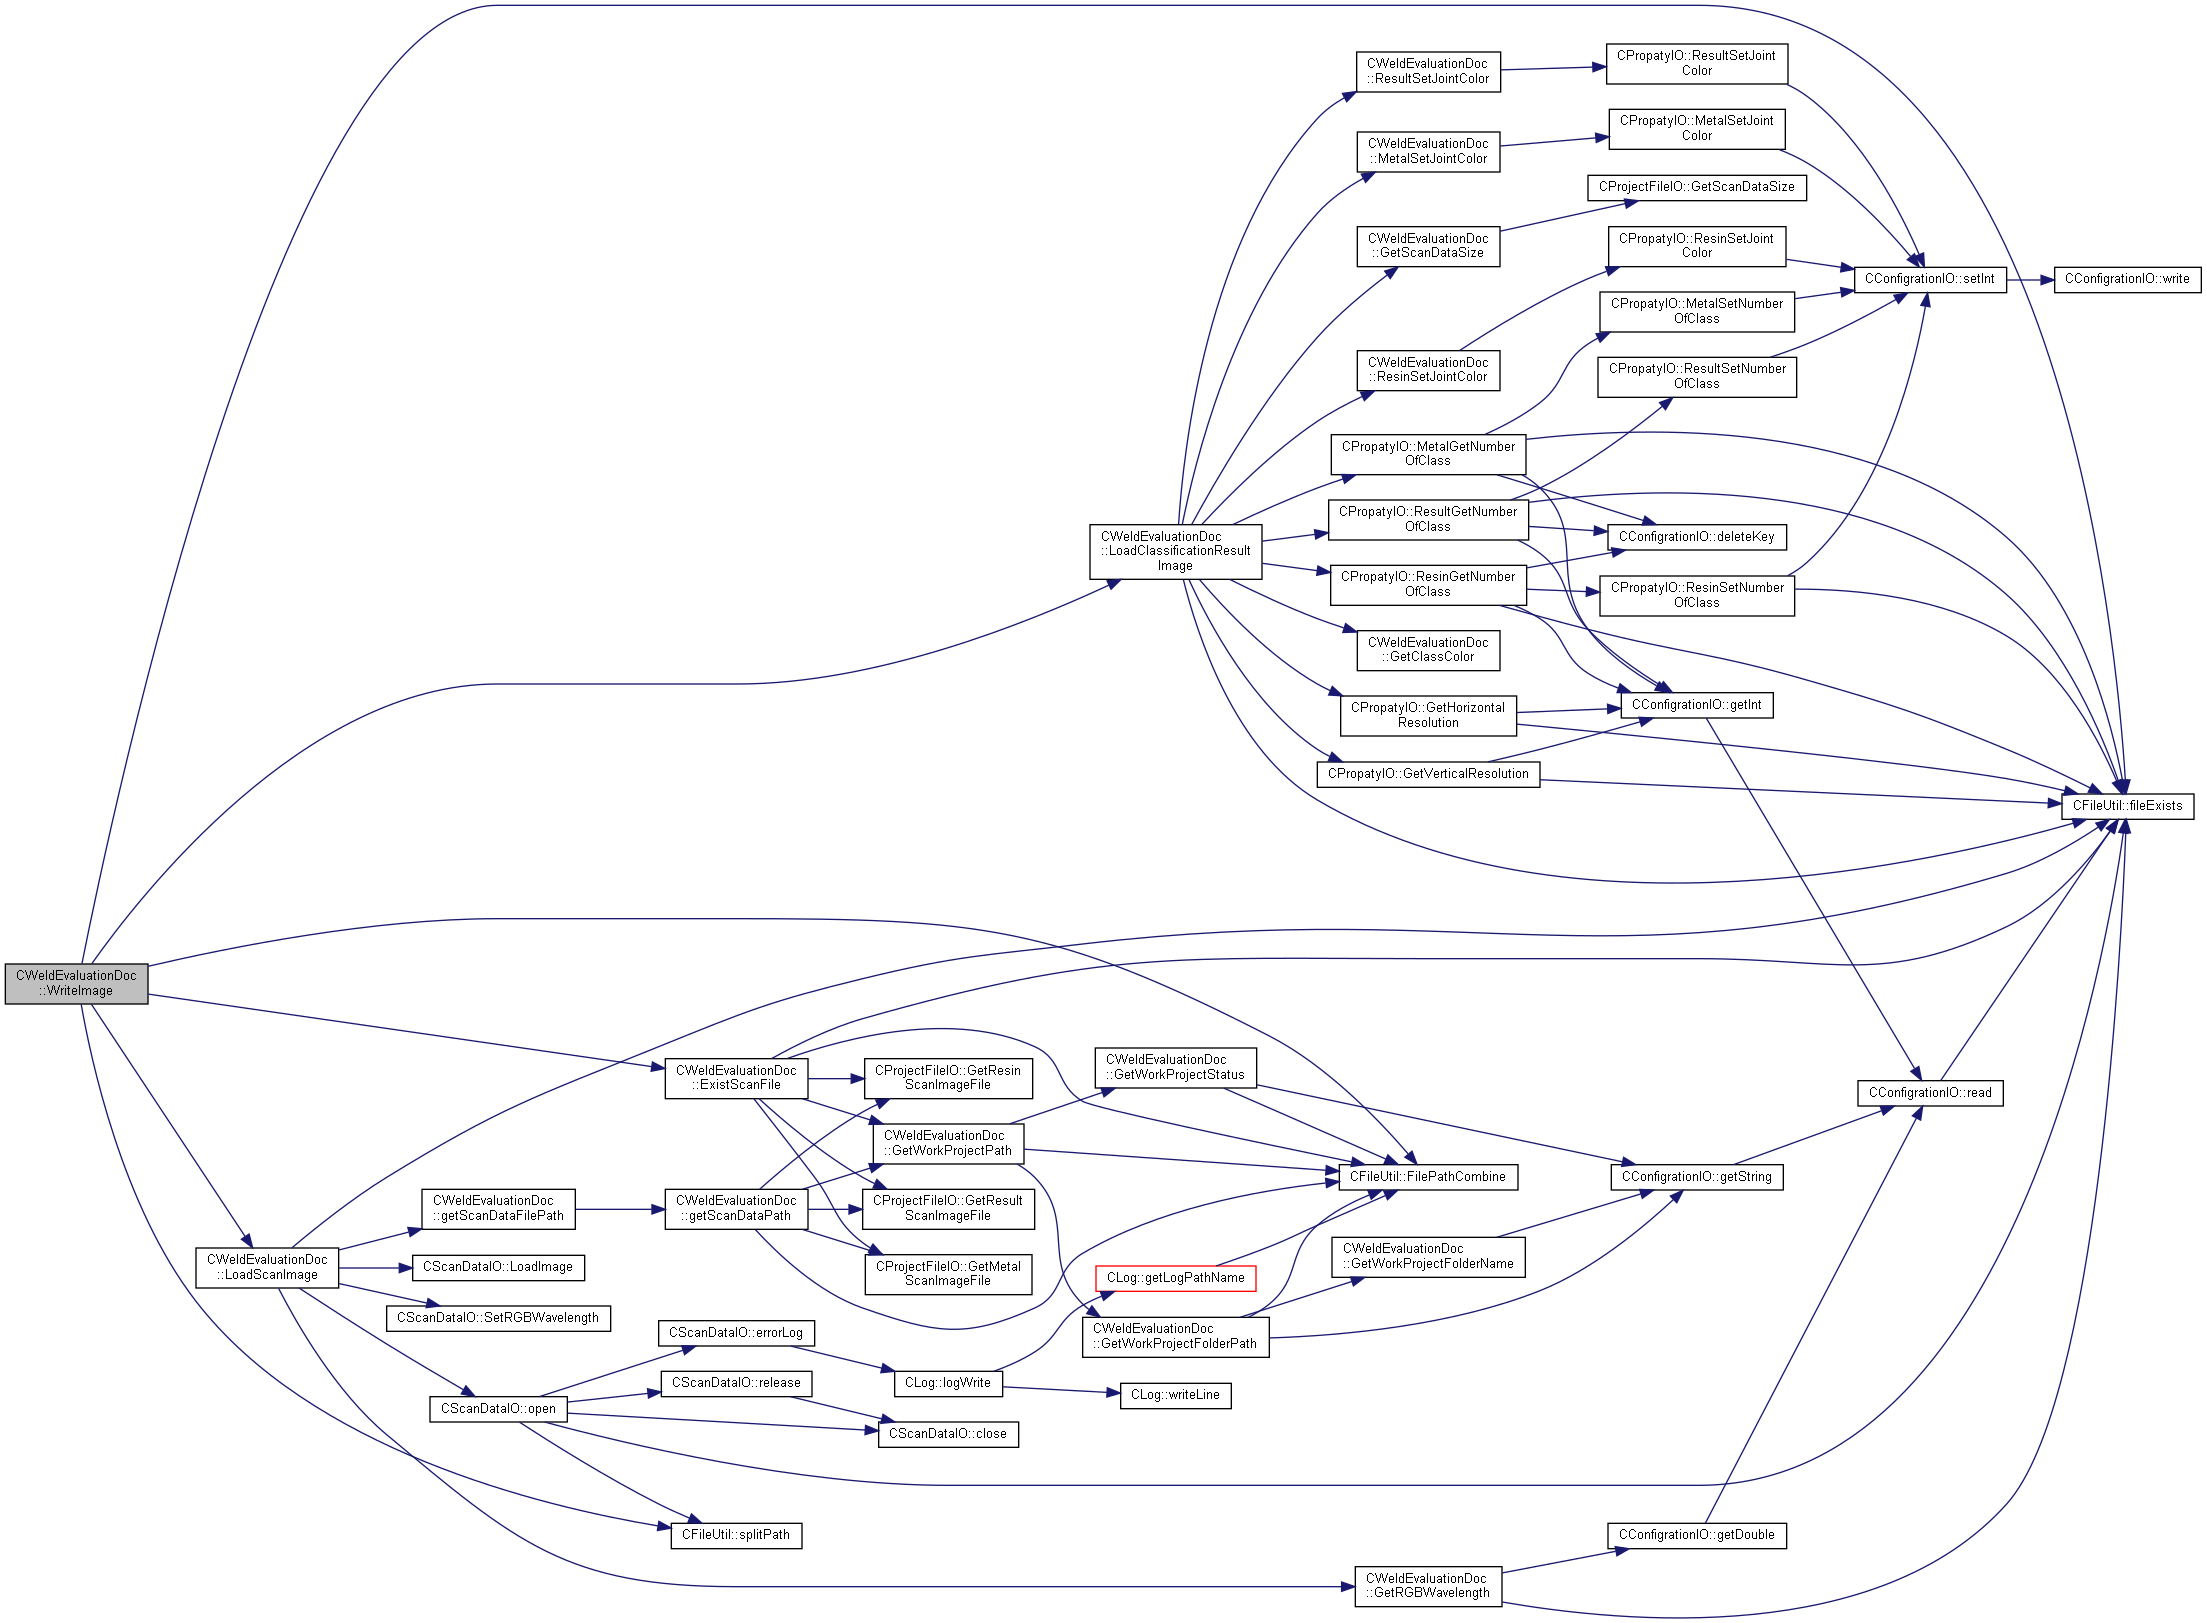 CWeldEvaluationDoc
::WriteImage
CWeldEvaluationDoc
::LoadScanImage
CWeldEvaluationDoc
::getScanDataFilePath
CScanDataIO::LoadImage
CScanDataIO::SetRGBWavelength
CScanDataIO::open
CWeldEvaluationDoc
::ExistScanFile
CWeldEvaluationDoc
::getScanDataPath
CScanDataIO::errorLog
CScanDataIO::release
CFileUtil::splitPath
CProjectFileIO::GetResin
ScanImageFile
CWeldEvaluationDoc
::GetWorkProjectPath
CProjectFileIO::GetResult
ScanImageFile
CProjectFileIO::GetMetal
ScanImageFile
CLog::logWrite
CScanDataIO::close
CWeldEvaluationDoc
::LoadClassificationResult
Image
CWeldEvaluationDoc
::GetWorkProjectStatus
CLog::getLogPathName
CWeldEvaluationDoc
::GetWorkProjectFolderPath
CLog::writeLine
CWeldEvaluationDoc
::ResultSetJointColor
CWeldEvaluationDoc
::MetalSetJointColor
CWeldEvaluationDoc
::GetScanDataSize
CWeldEvaluationDoc
::ResinSetJointColor
CPropatyIO::MetalGetNumber
OfClass
CPropatyIO::ResultGetNumber
OfClass
CPropatyIO::ResinGetNumber
OfClass
CWeldEvaluationDoc
::GetClassColor
CPropatyIO::GetHorizontal
Resolution
CPropatyIO::GetVerticalResolution
CFileUtil::FilePathCombine
CWeldEvaluationDoc
::GetWorkProjectFolderName
CWeldEvaluationDoc
::GetRGBWavelength
CPropatyIO::ResultSetJoint
Color
CPropatyIO::MetalSetJoint
Color
CProjectFileIO::GetScanDataSize
CPropatyIO::ResinSetJoint
Color
CPropatyIO::MetalSetNumber
OfClass
CPropatyIO::ResultSetNumber
OfClass
CConfigrationIO::deleteKey
CPropatyIO::ResinSetNumber
OfClass
CConfigrationIO::getInt
CConfigrationIO::getString
CConfigrationIO::getDouble
CConfigrationIO::setInt
CConfigrationIO::read
CConfigrationIO::write
CFileUtil::fileExists